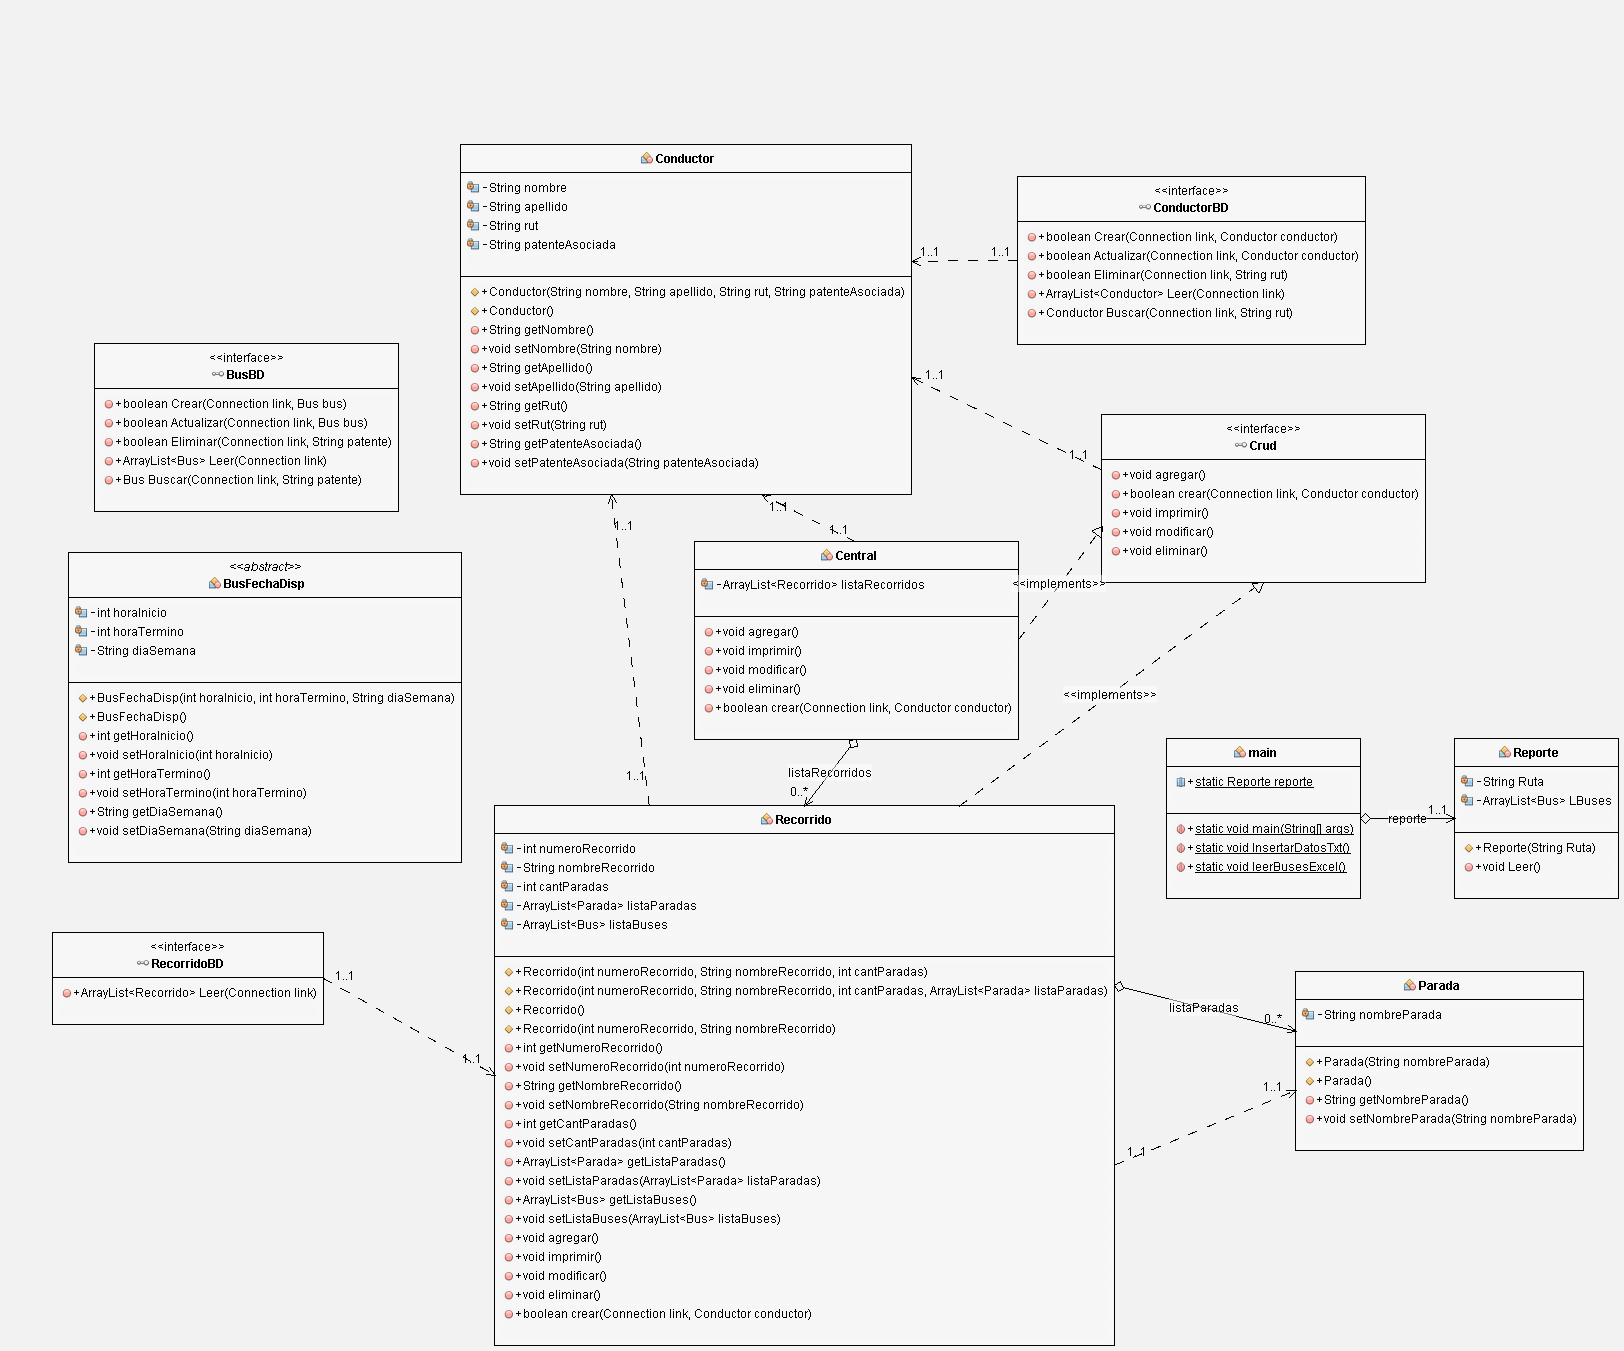 Conductor
-String nombre
-String apellido
-String rut
-String patenteAsociada
+Conductor(String nombre, String apellido, String rut, String patenteAsociada)
+Conductor()
+String getNombre()
+void setNombre(String nombre)
+String getApellido()
+void setApellido(String apellido)
+String getRut()
+void setRut(String rut)
+String getPatenteAsociada()
+void setPatenteAsociada(String patenteAsociada)
<<interface>>
ConductorBD
+boolean Crear(Connection link, Conductor conductor)
+boolean Actualizar(Connection link, Conductor conductor)
+boolean Eliminar(Connection link, String rut)
+ArrayList<Conductor> Leer(Connection link)
+Conductor Buscar(Connection link, String rut)
1..1
1..1
<<interface>>
BusBD
+boolean Crear(Connection link, Bus bus)
+boolean Actualizar(Connection link, Bus bus)
+boolean Eliminar(Connection link, String patente)
+ArrayList<Bus> Leer(Connection link)
+Bus Buscar(Connection link, String patente)
1..1
1..1
<<interface>>
Crud
+void agregar()
+boolean crear(Connection link, Conductor conductor)
+void imprimir()
+void modificar()
+void eliminar()
<<abstract>>
BusFechaDisp
-int horaInicio
-int horaTermino
-String diaSemana
+BusFechaDisp(int horaInicio, int horaTermino, String diaSemana)
+BusFechaDisp()
+int getHoraInicio()
+void setHoraInicio(int horaInicio)
+int getHoraTermino()
+void setHoraTermino(int horaTermino)
+String getDiaSemana()
+void setDiaSemana(String diaSemana)
1..1
1..1
1..1
1..1
Central
-ArrayList<Recorrido> listaRecorridos
+void agregar()
+void imprimir()
+void modificar()
+void eliminar()
+boolean crear(Connection link, Conductor conductor)
<<implements>>
<<implements>>
listaRecorridos
0..*
main
+static Reporte reporte
+static void main(String[] args)
+static void InsertarDatosTxt()
+static void leerBusesExcel()
reporte
1..1
Reporte
-String Ruta
-ArrayList<Bus> LBuses
+Reporte(String Ruta)
+void Leer()
Recorrido
-int numeroRecorrido
-String nombreRecorrido
-int cantParadas
-ArrayList<Parada> listaParadas
-ArrayList<Bus> listaBuses
+Recorrido(int numeroRecorrido, String nombreRecorrido, int cantParadas)
+Recorrido(int numeroRecorrido, String nombreRecorrido, int cantParadas, ArrayList<Parada> listaParadas)
+Recorrido()
+Recorrido(int numeroRecorrido, String nombreRecorrido)
+int getNumeroRecorrido()
+void setNumeroRecorrido(int numeroRecorrido)
+String getNombreRecorrido()
+void setNombreRecorrido(String nombreRecorrido)
+int getCantParadas()
+void setCantParadas(int cantParadas)
+ArrayList<Parada> getListaParadas()
+void setListaParadas(ArrayList<Parada> listaParadas)
+ArrayList<Bus> getListaBuses()
+void setListaBuses(ArrayList<Bus> listaBuses)
+void agregar()
+void imprimir()
+void modificar()
+void eliminar()
+boolean crear(Connection link, Conductor conductor)
<<interface>>
RecorridoBD
+ArrayList<Recorrido> Leer(Connection link)
1..1
1..1
listaParadas
0..*
1..1
1..1
Parada
-String nombreParada
+Parada(String nombreParada)
+Parada()
+String getNombreParada()
+void setNombreParada(String nombreParada)